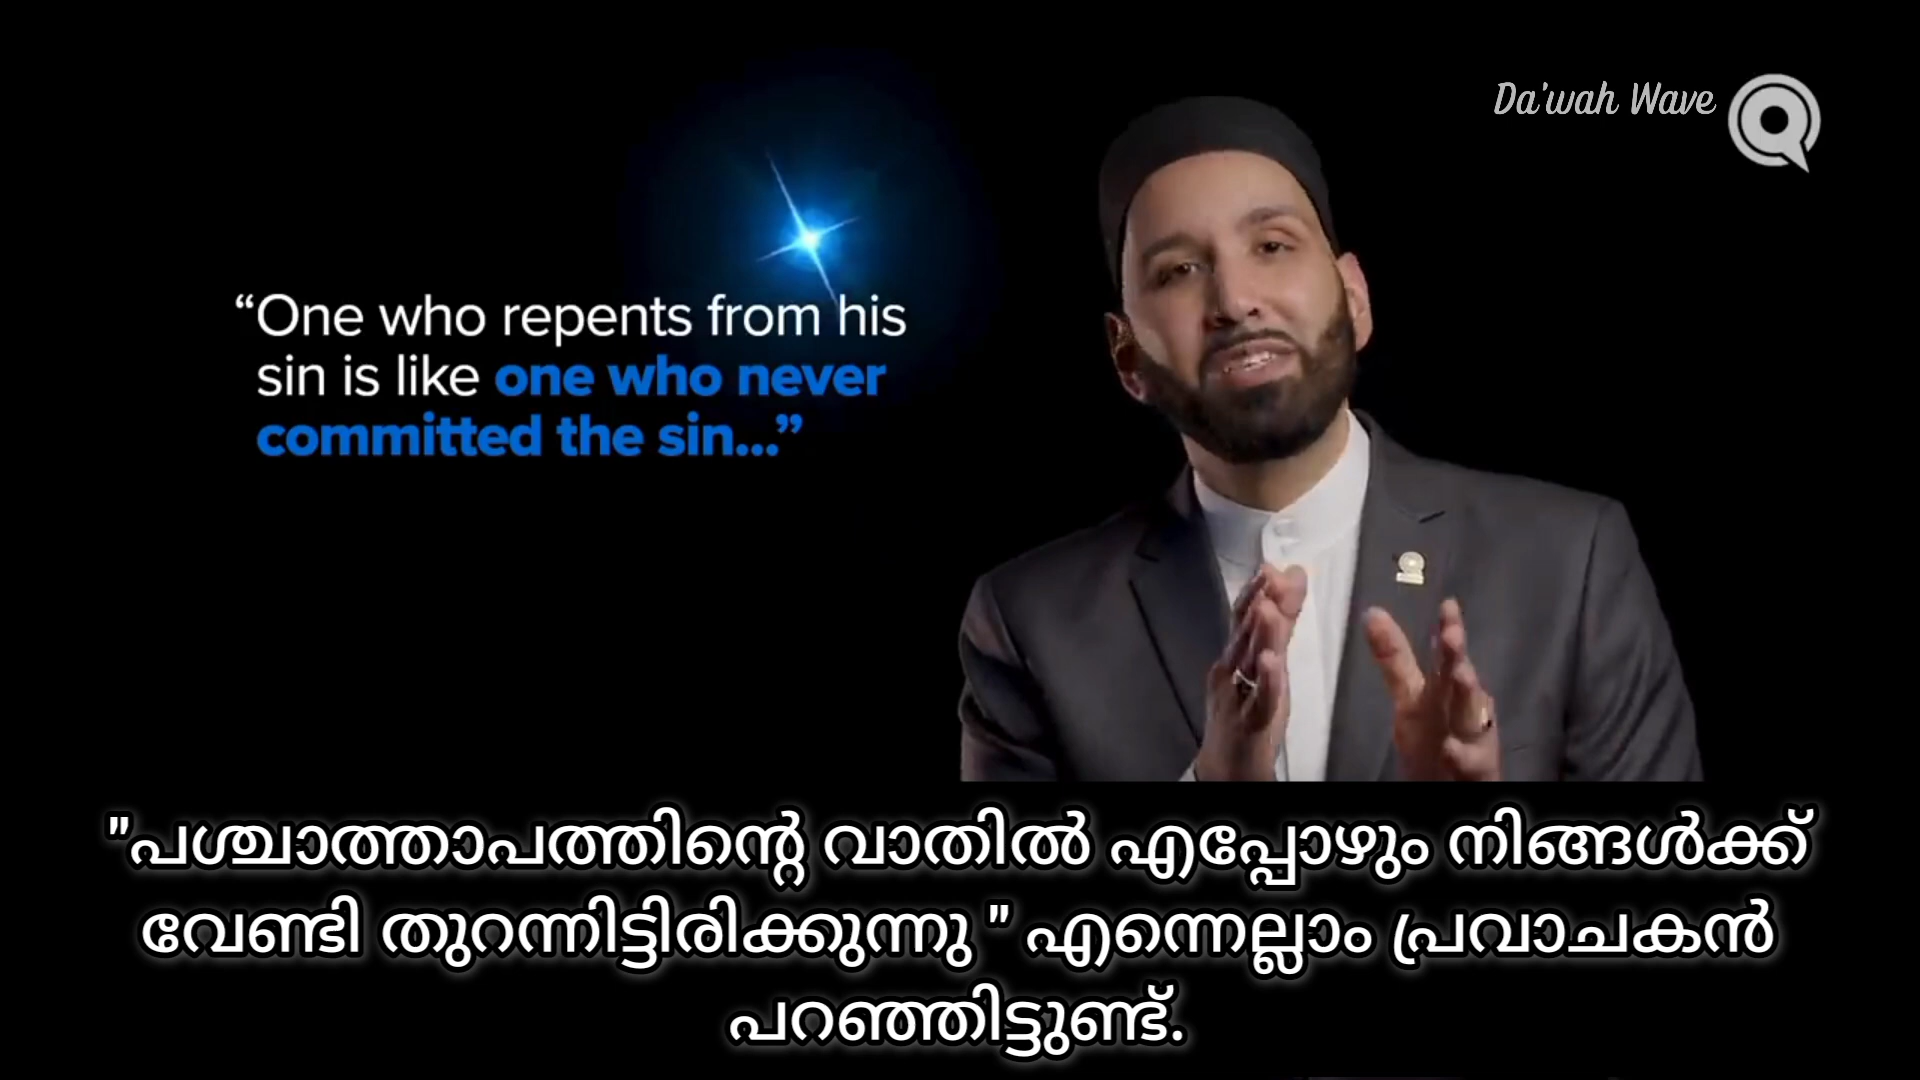 Da'wah Wave
“One who repents from his
sin is like one who never
committed the sin...”
"പശ്ചാത്താപത്തിന്റെ വാതിൽ എപ്പോഴും നിങ്ങൾക്ക്
വേണ്ടി തുറന്നിട്ടിരിക്കുന്നു " എന്നെല്ലാം പ്രവാചകൻ
പറഞ്ഞിട്ടുണ്ട്.